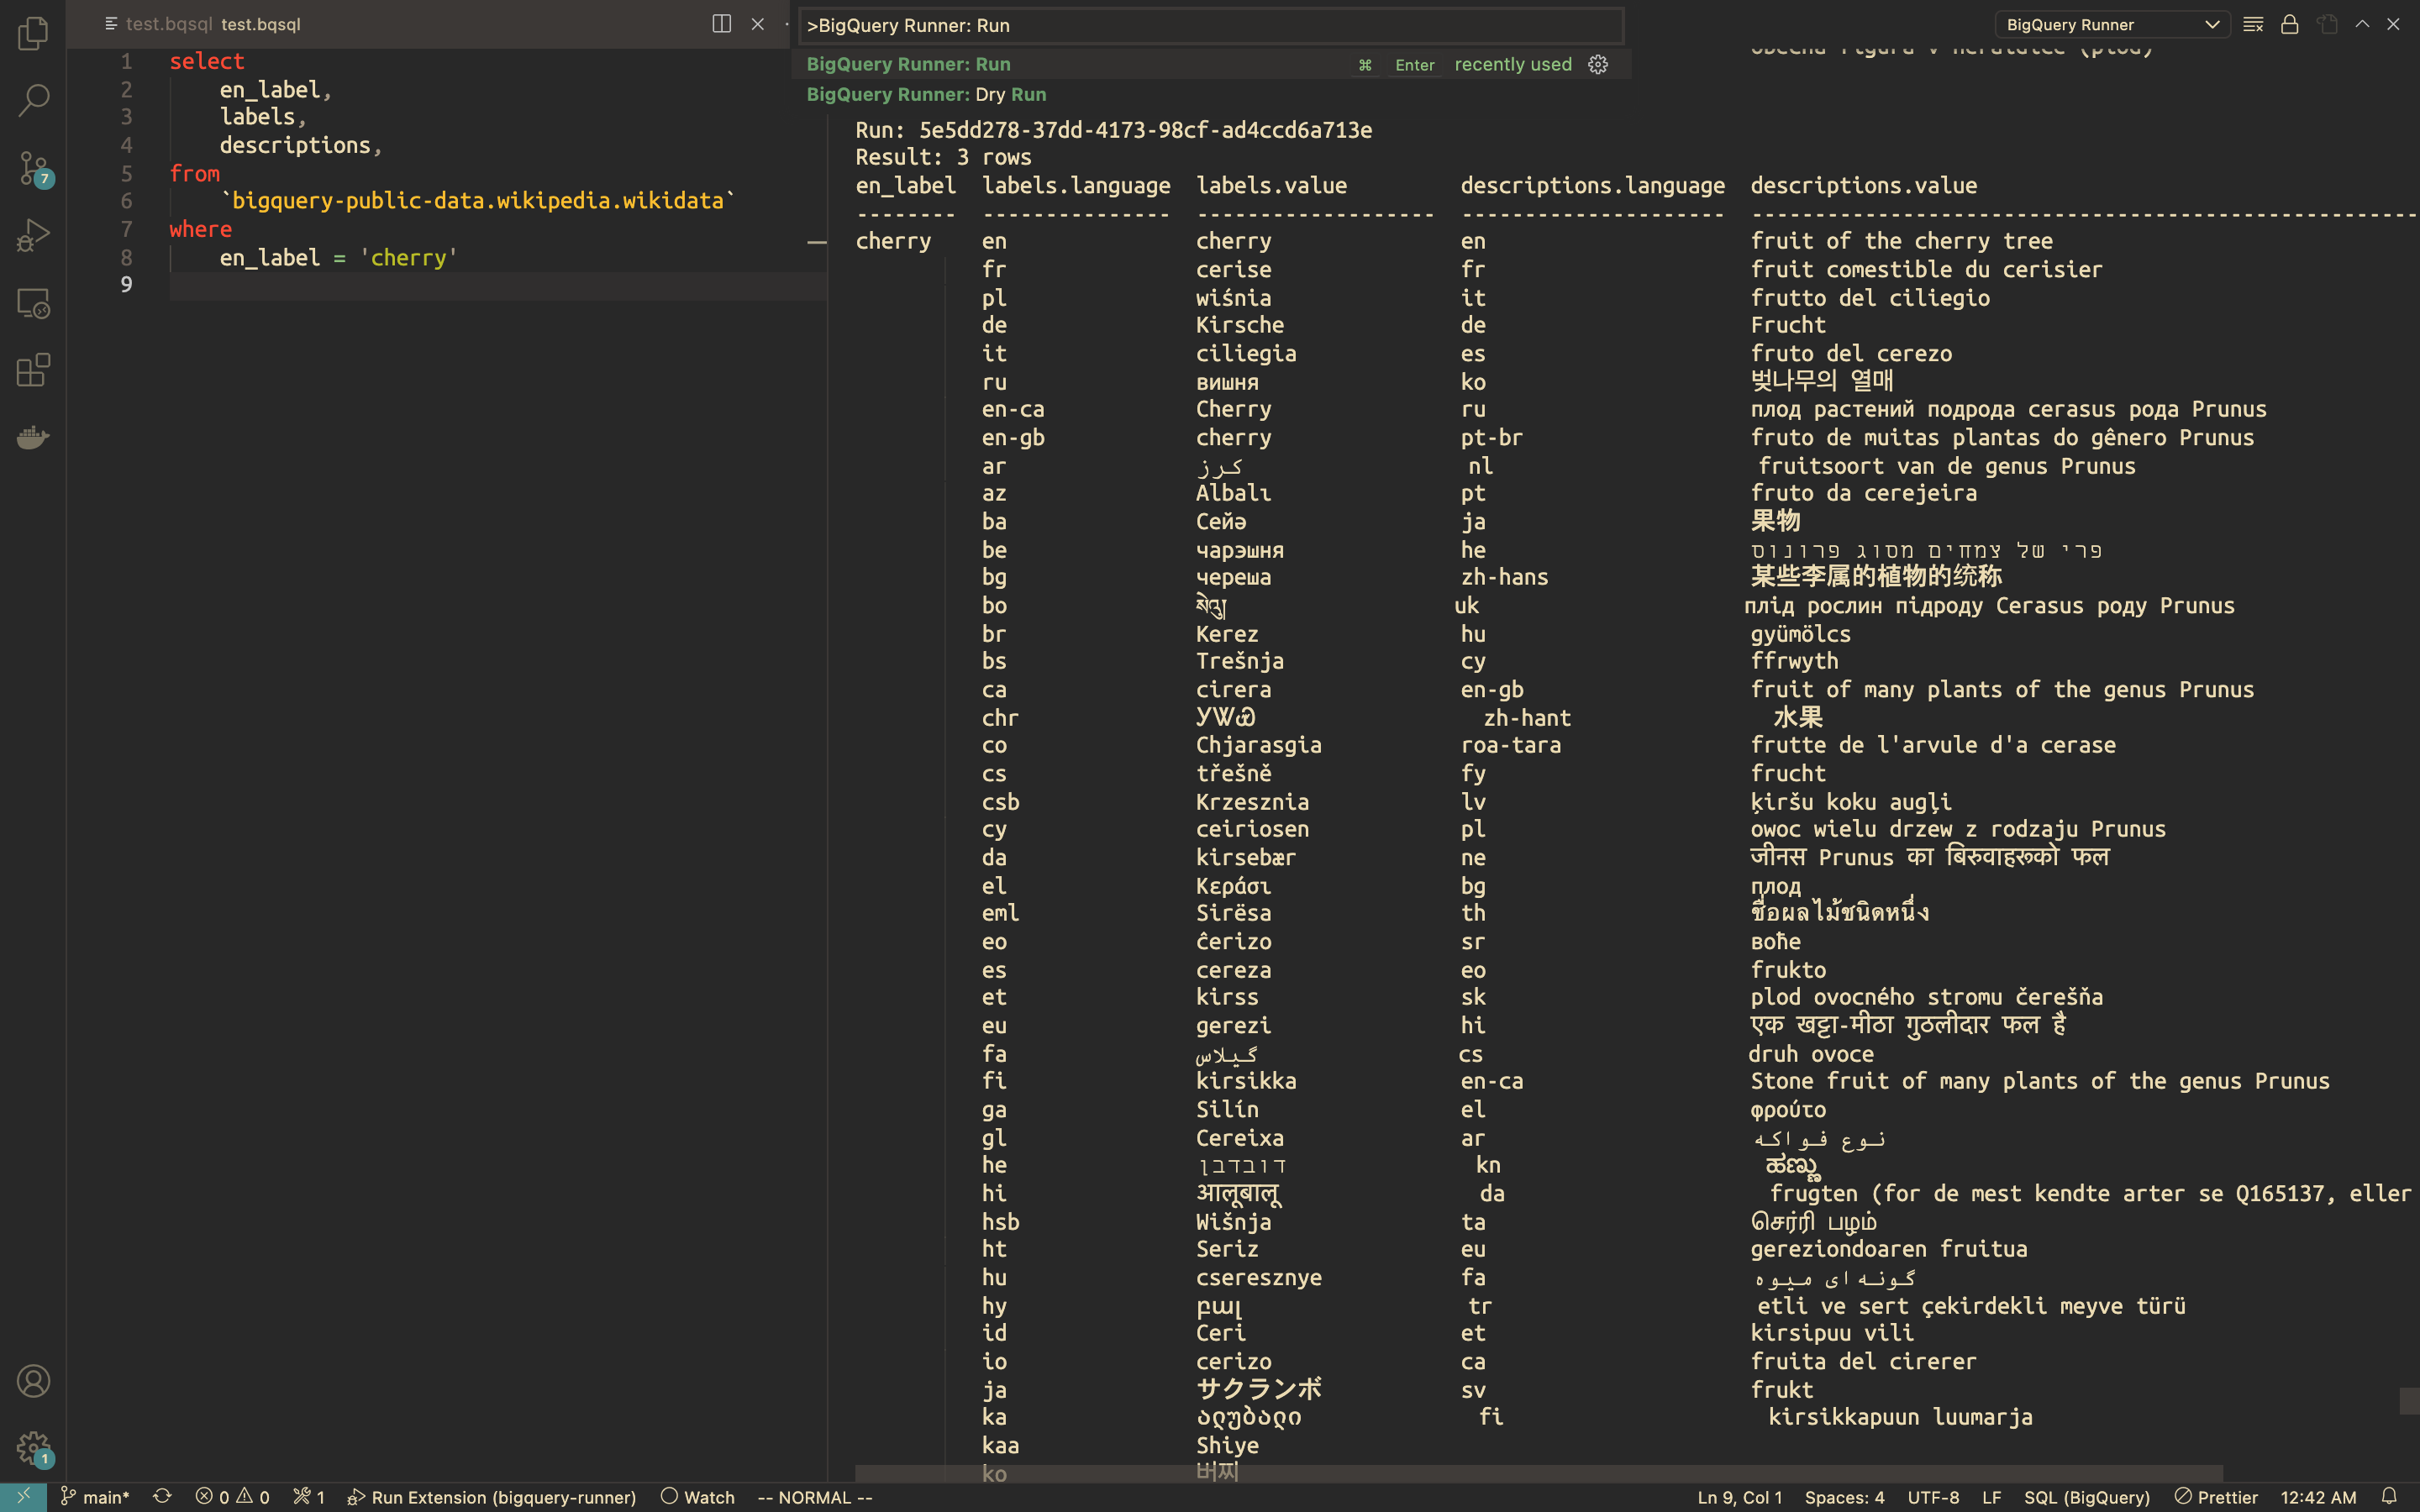 test.bqsql test.bqsql
>BigQuery Runner: Run
BigQuery Runner
BigQuery Runner: Run ⌘ Enter recently used
BigQuery Runner: Dry Run
1 select
2 en_label,
3 labels,
4 descriptions,
5 from
6 `bigquery-public-data.wikipedia.wikidata`
7 where
8 en_label = 'cherry'
9
Run: 5e5dd278-37dd-4173-98cf-ad4ccd6a713e
Result: 3 rows
en_label labels.language labels.value descriptions.language descriptions.value
cherry en cherry en fruit of the cherry tree
fr cerise fr fruit comestible du cerisier
pl wiśnia it frutto del ciliegio
de Kirsche de Frucht
it ciliegia es fruto del cerezo
ru вишня ko 벚나무의 열매
en-ca Cherry ru плод растений подрода cerasus рода Prunus
en-gb cherry pt-br fruto de muitas plantas do gênero Prunus
ar كرز nl fruitsoort van de genus Prunus
az Albalı pt fruto da cerejeira
ba Сейә ja 果物
be чарэшня he פרי של צמחים מסוג פרונוס
bg череша zh-hans 某些李属的植物的统称
bo སེའུ། uk плід рослин підроду Cerasus роду Prunus
br Kerez hu gyümölcs
bs Trešnja cy ffrwyth
ca cirera en-gb fruit of many plants of the genus Prunus
chr ᎩᏔᏯ zh-hant 水果
co Chjarasgia roa-tara frutte de l'arvule d'a cerase
cs třešně fy frucht
csb Krzesznia lv ķiršu koku augļi
cy ceiriosen pl owoc wielu drzew z rodzaju Prunus
da kirsebær ne जीनस Prunus का बिरुवाहरूको फल
el Κεράσι bg плод
eml Sirësa th ชื่อผลไม้ชนิดหนึ่ง
eo ĉerizo sr воће
es cereza eo frukto
et kirss sk plod ovocného stromu čerešňa
eu gerezi hi एक खट्टा-मीठा गुठलीदार फल है
fa گیلاس cs druh ovoce
fi kirsikka en-ca Stone fruit of many plants of the genus Prunus
ga Silín el φρούτο
gl Cereixa ar نوع فواكه
he דובדבן kn ಹಣ್ಣು
hi आलूबालू da frugten (for de mest kendte arter se Q165137, eller
hsb Wišnja ta செர்ரி பழம்
ht Seriz eu gereziondoaren fruitua
hu cseresznye fa گونه‌ای میوه
hy բալ tr etli ve sert çekirdekli meyve türü
id Ceri et kirsipuu vili
io cerizo ca fruita del cirerer
ja サクランボ sv frukt
ka ალუბალი fi kirsikkapuun luumarja
kaa Shiye
ko 버찌
7
1
main* 0 0 1 Run Extension (bigquery-runner) Watch -- NORMAL -- Ln 9, Col 1 Spaces: 4 UTF-8 LF SQL (BigQuery) Prettier 12:42 AM